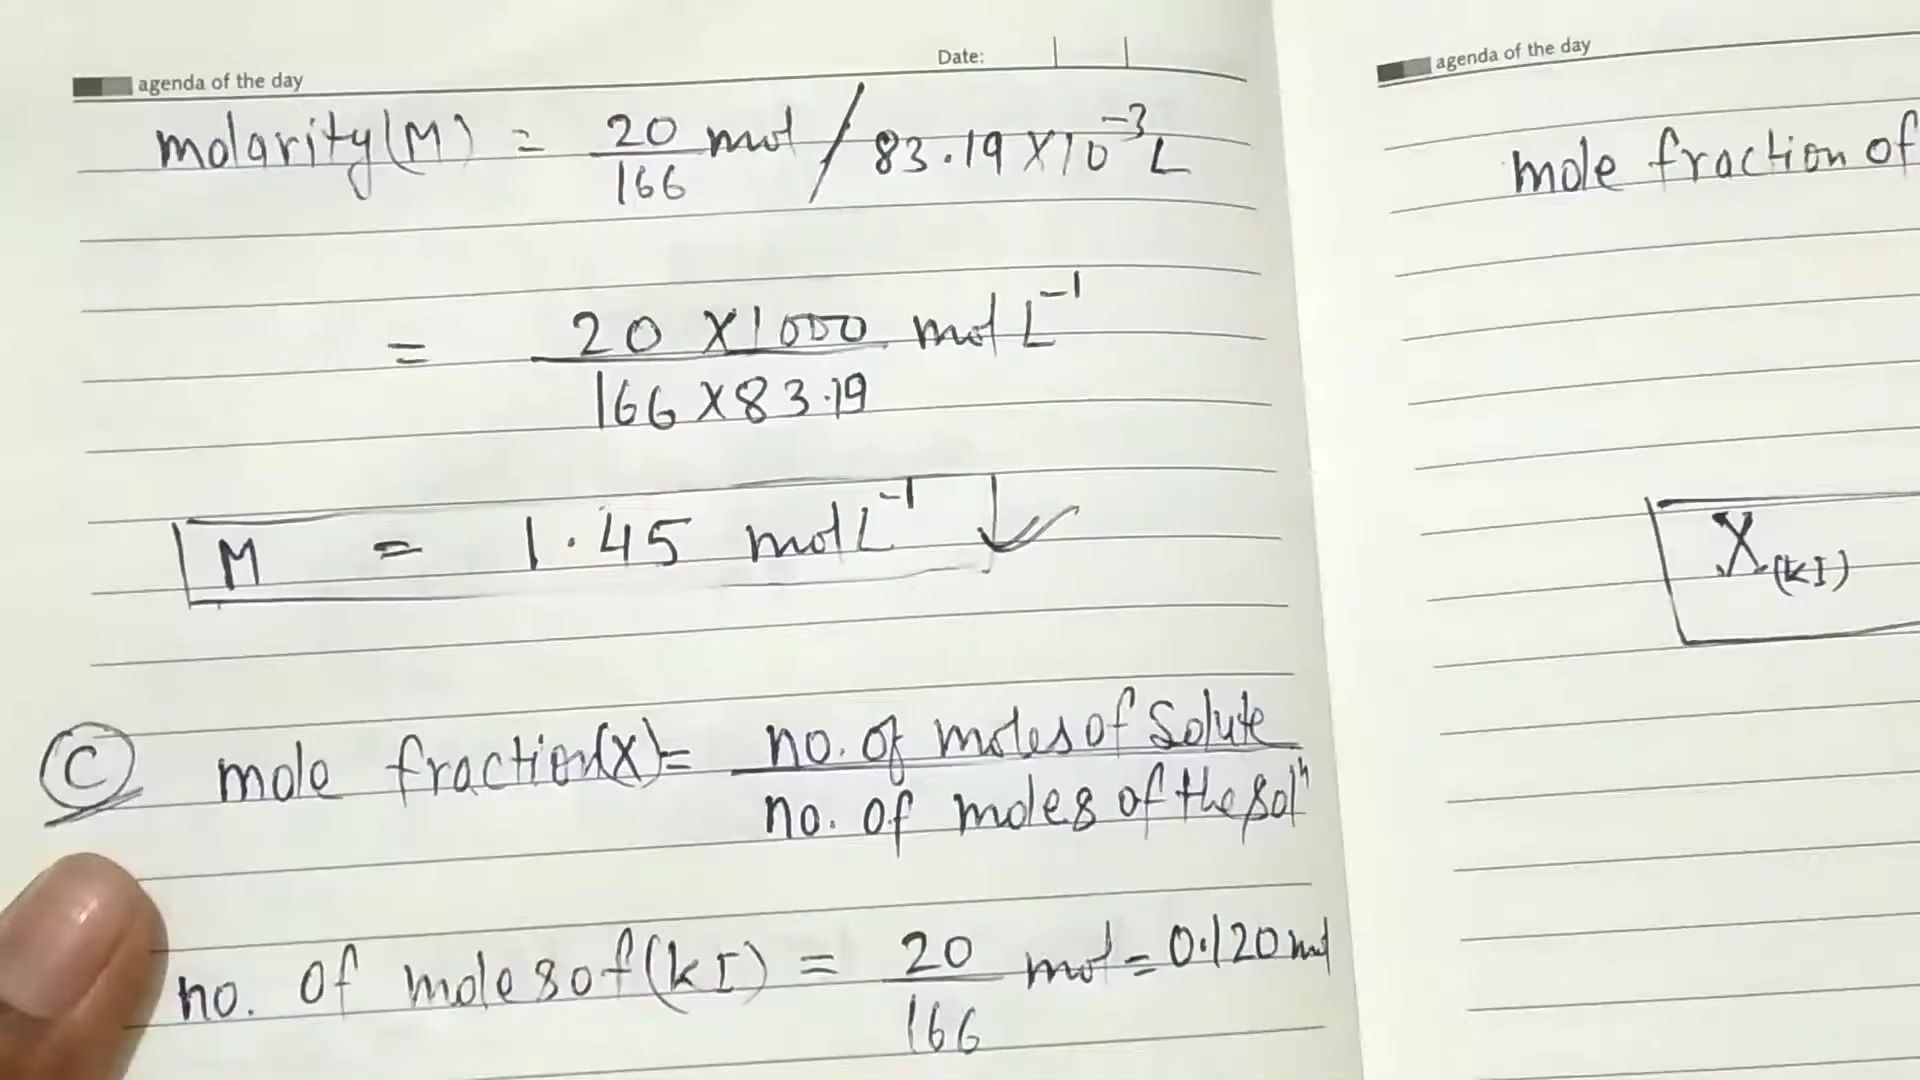 Date:
agenda of the day
molarity(M) = 20/166 mol / 83.19 X 10⁻³ L
= 20 X 1000 / 166 X 83.19 mol L⁻¹
M = 1.45 mol L⁻¹
C mole fraction(X) = no. of moles of Solute / no. of moles of the solⁿ
no. of moles of (kI) = 20/166 mol = 0.120 mol
agenda of the day
mole fraction of
X(kI)